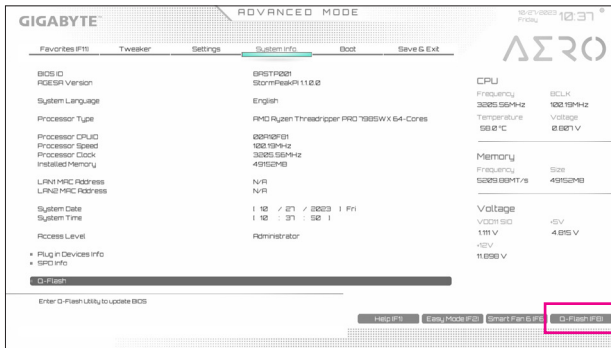 GIGABYTE™
ADVANCED MODE
10/27/2023 Friday 10:37
Favorites (F11) Tweaker Settings System Info. Boot Save & Exit
AERO
BIOS ID BRSTP001
AGESA Version StormPeakPI 1.1.0.0
System Language English
Processor Type AMD Ryzen Threadripper PRO 7985WX 64-Cores
Processor CPUID 00A10F81
Processor Speed 100.19MHz
Processor Clock 3205.56MHz
Installed Memory 49152MB
LAN1 MAC Address N/A
LAN2 MAC Address N/A
System Date [ 10 / 27 / 2023 ] Fri
System Time [ 10 : 37 : 50 ]
Access Level Administrator
Plug in Devices Info
SPD Info
Q-Flash
Enter Q-Flash Utility to update BIOS
CPU
Frequency BCLK
3205.56MHz 100.19MHz
Temperature Voltage
58.0 °C 0.807 V
Memory
Frequency Size
5209.88MT/s 49152MB
Voltage
VDD11 SIO +5V
1.111 V 4.815 V
+12V
11.898 V
Help (F1) Easy Mode (F2) Smart Fan 6 (F6) Q-Flash (F8)